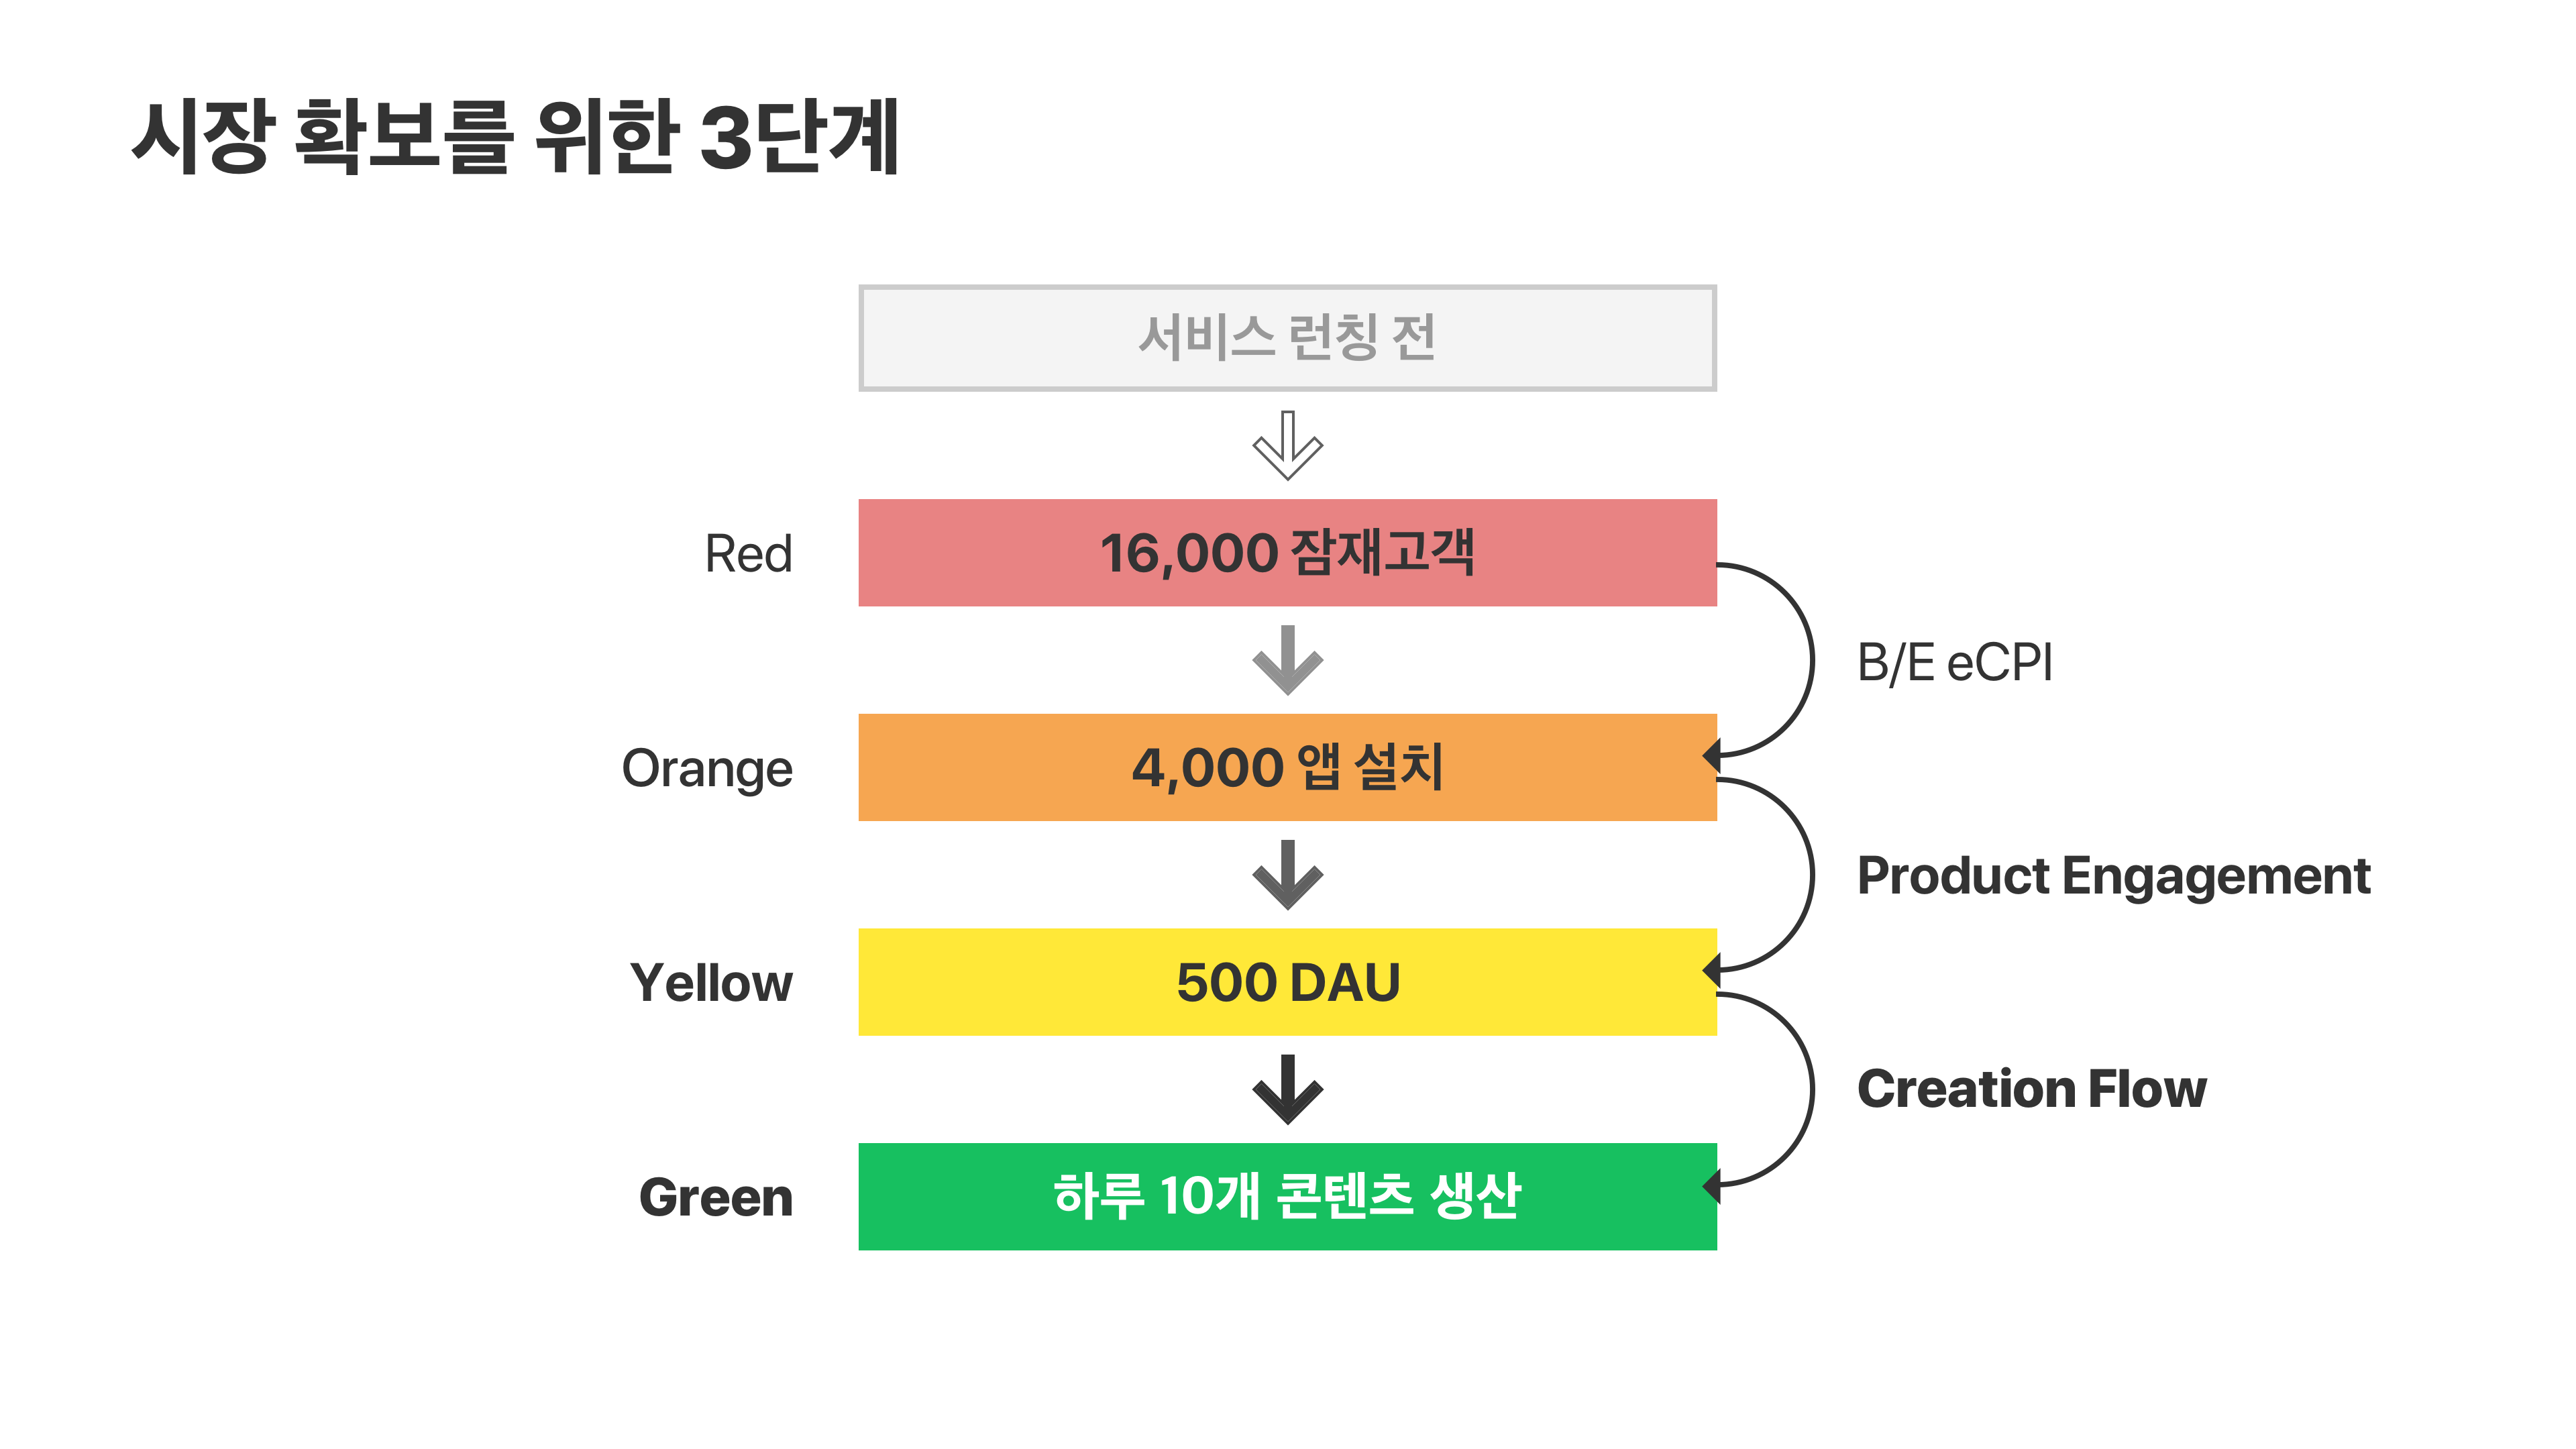 시장 확보를 위한 3단계
서비스 런칭 전
Red
16,000 잠재고객
B/E eCPI
Orange
4,000 앱 설치
Product Engagement
Yellow
500 DAU
Creation Flow
Green
하루 10개 콘텐츠 생산